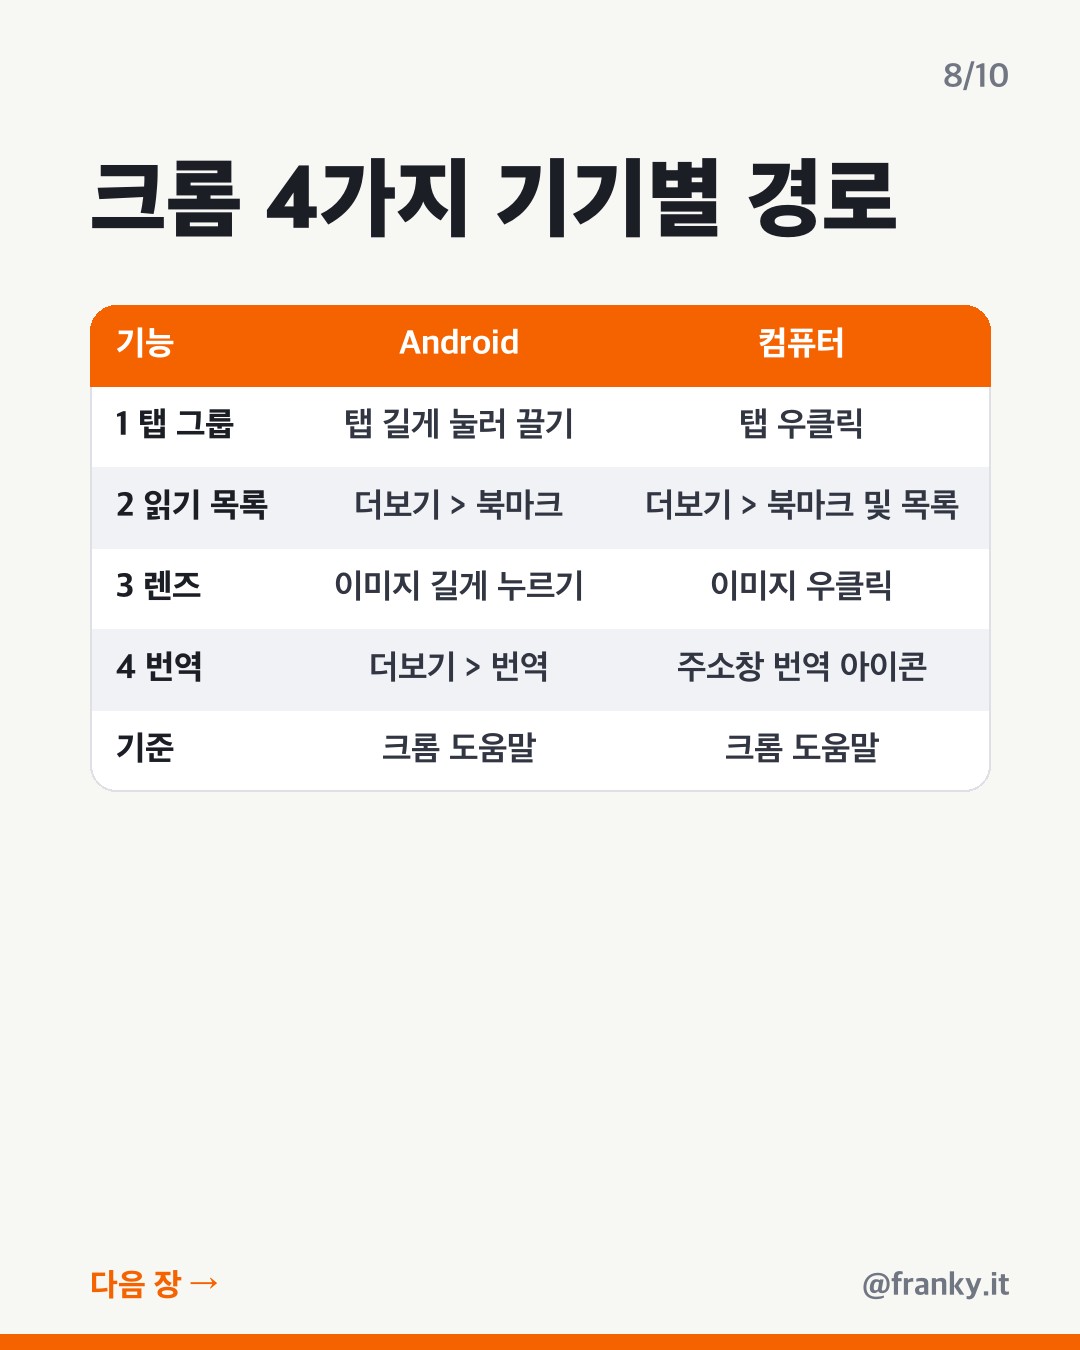 8/10
크롬 4가지 기기별 경로
기능 Android 컴퓨터
1 탭 그룹 탭 길게 눌러 끌기 탭 우클릭
2 읽기 목록 더보기 > 북마크 더보기 > 북마크 및 목록
3 렌즈 이미지 길게 누르기 이미지 우클릭
4 번역 더보기 > 번역 주소창 번역 아이콘
기준 크롬 도움말 크롬 도움말
다음 장 → @franky.it